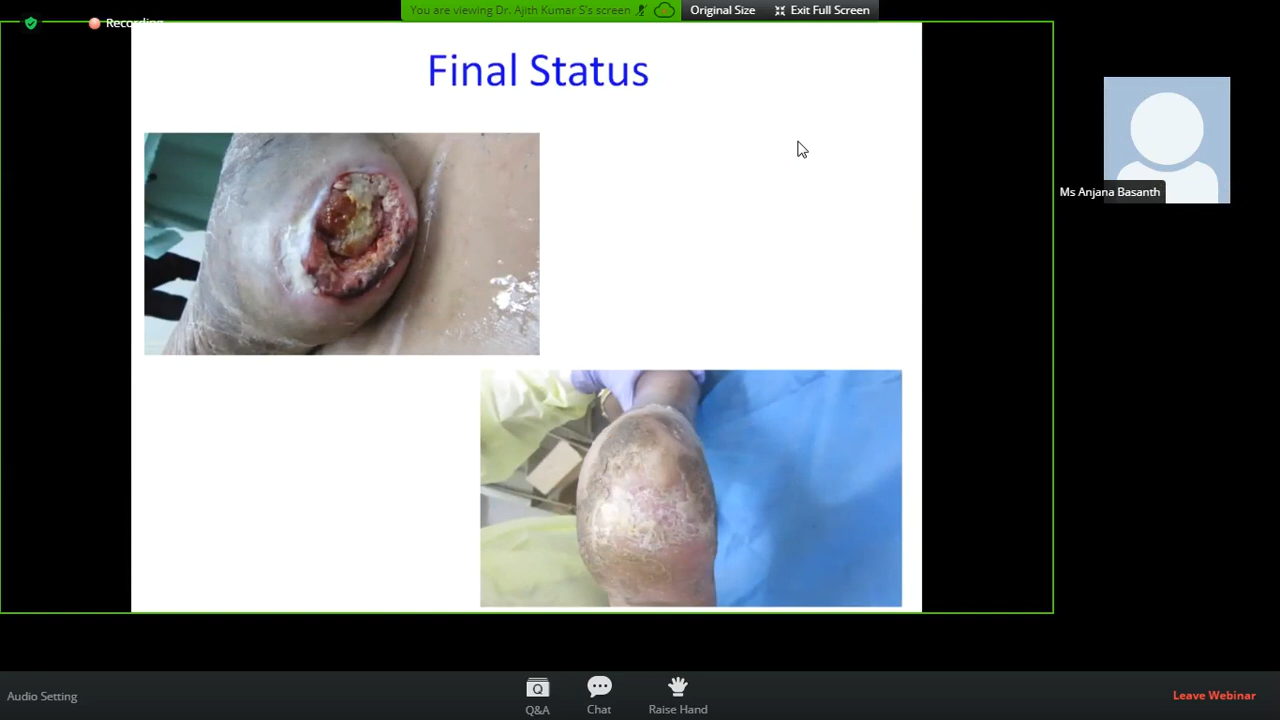 You are viewing Dr. Ajith Kumar S's screen
Original Size
Exit Full Screen
Recording
Final Status
Ms Anjana Basanth
Audio Setting
Q
Q&A
Chat
Raise Hand
Leave Webinar